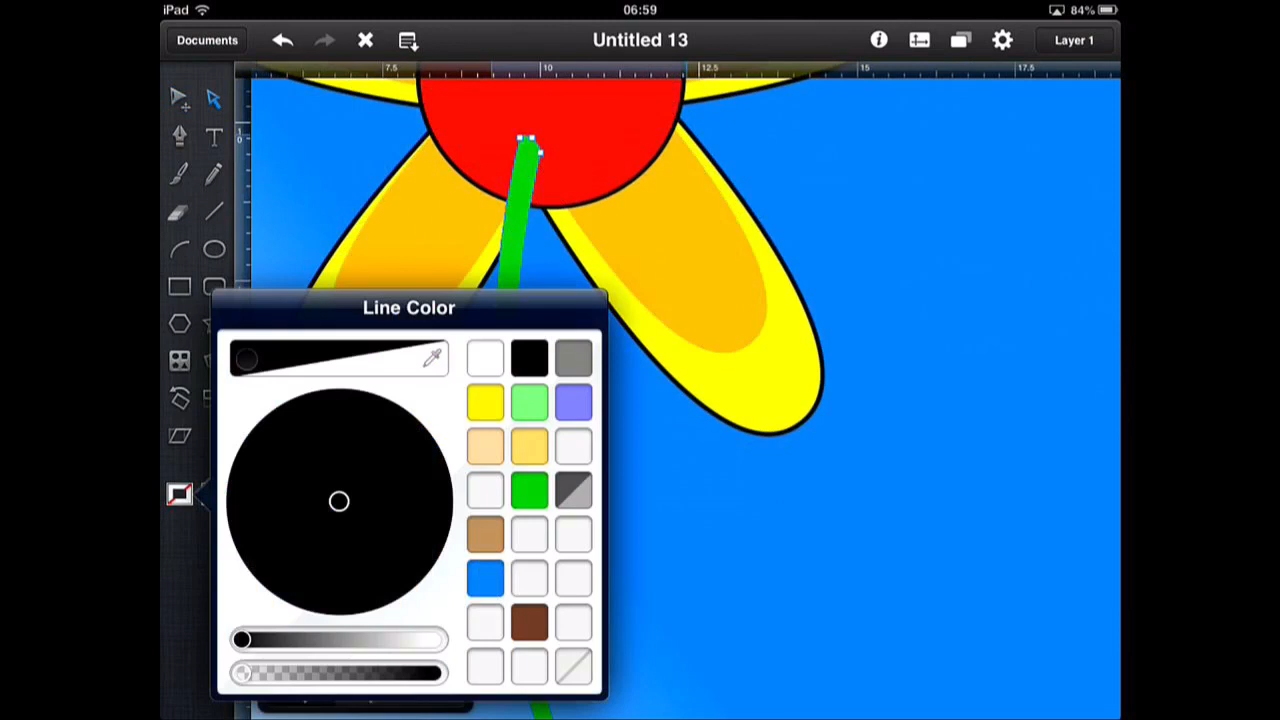 iPad 06:59 84%
Documents Untitled 13 Layer 1
7.5 10 12.5 15 17.5
10
T
Line Color